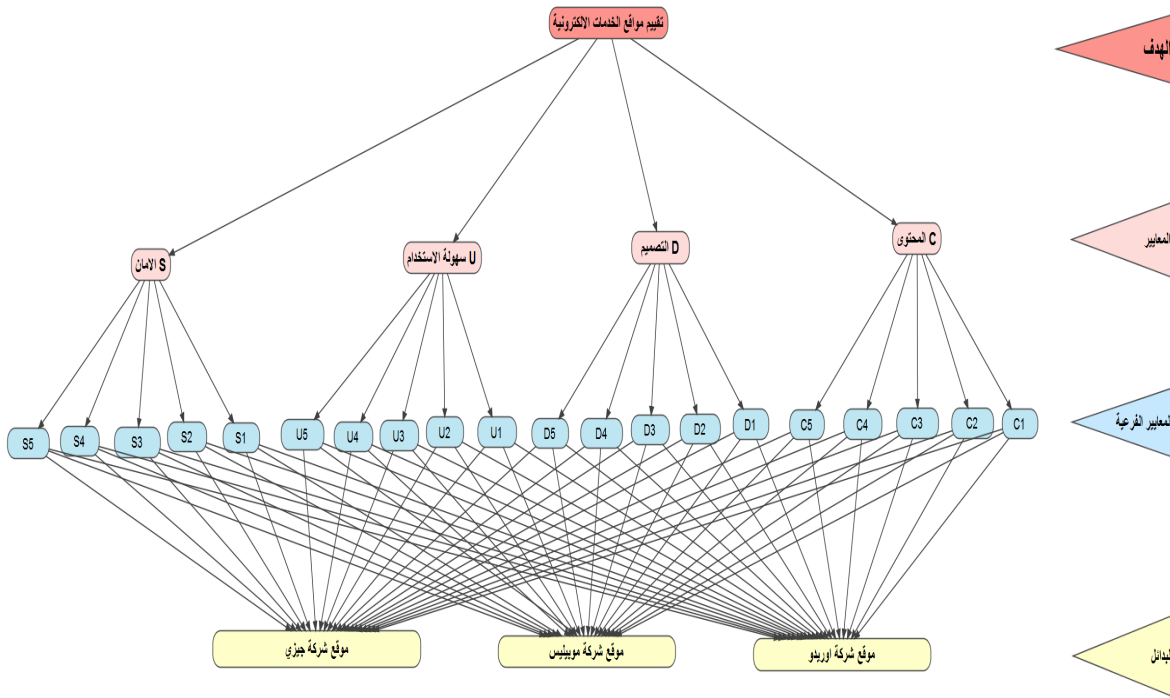 تقييم مواقع الخدمات الالكترونية
الهدف
C المحتوى
D التصميم
U سهولة الاستخدام
S الامان
المعايير
C1
C2
C3
C4
C5
D1
D2
D3
D4
D5
U1
U2
U3
U4
U5
S1
S2
S3
S4
S5
المعايير الفرعية
موقع شركة اوريدو
موقع شركة موبيليس
موقع شركة جيزي
البدائل